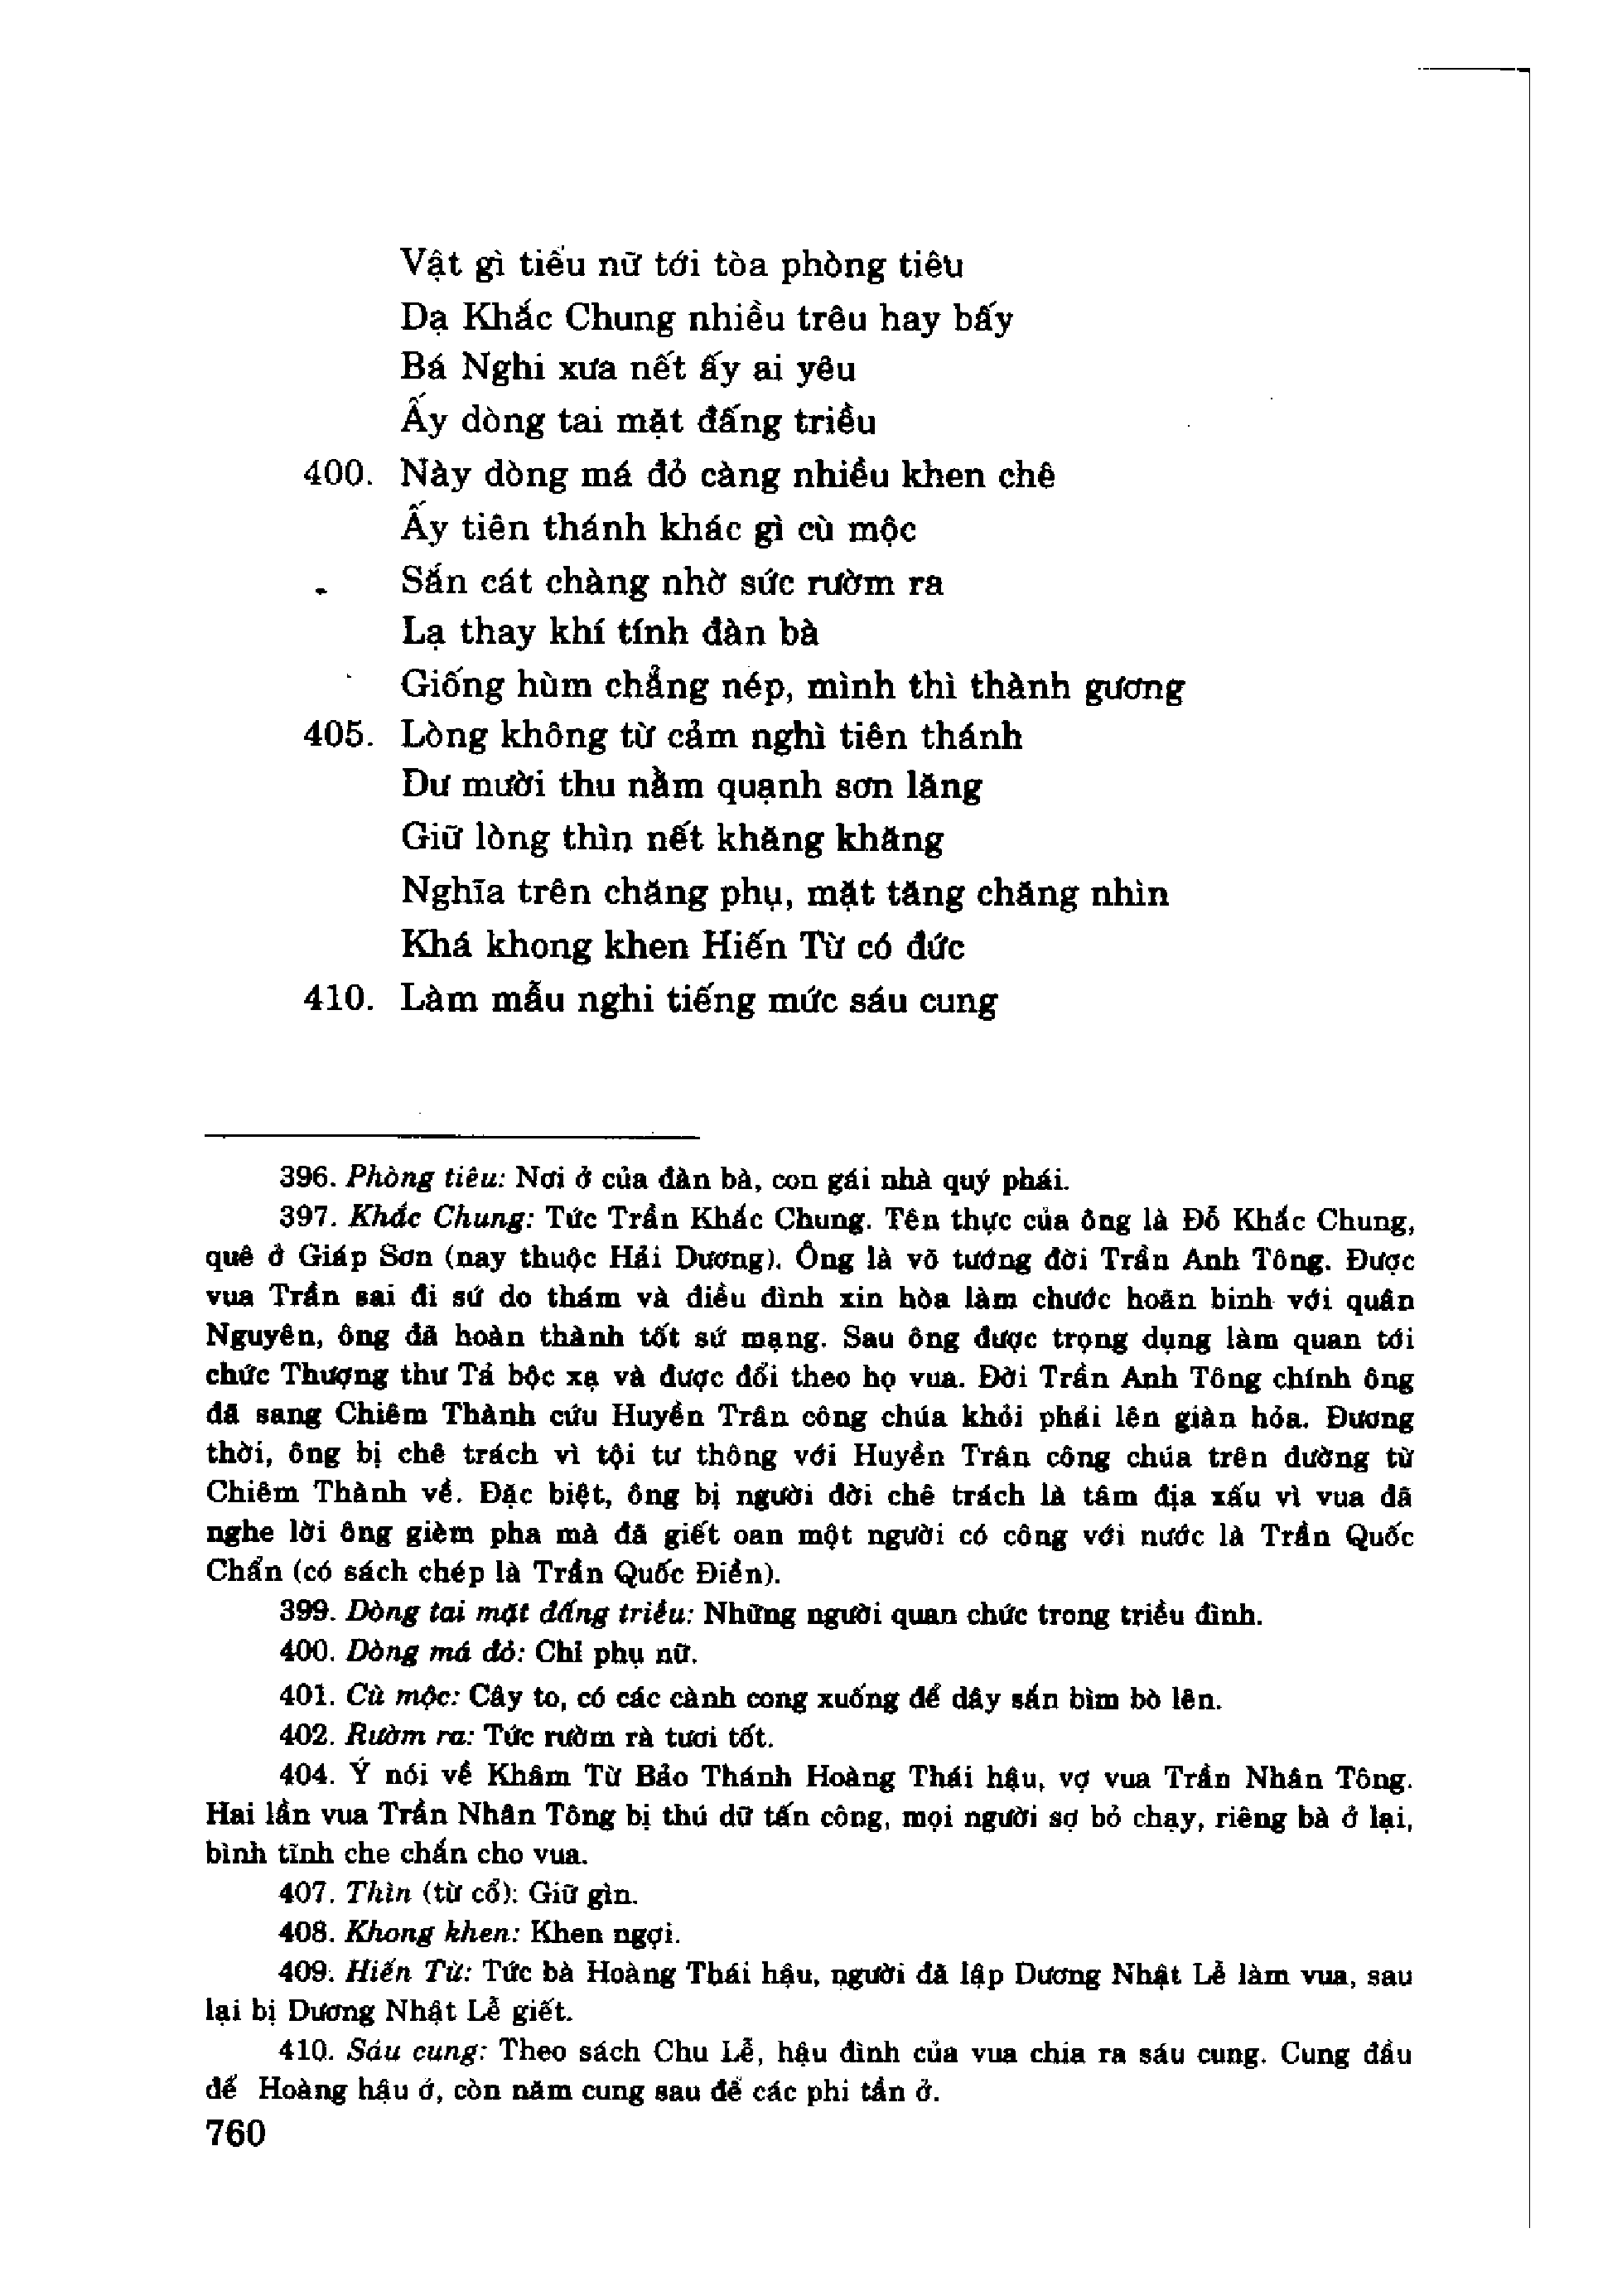 Vật gì tiểu nữ tới tòa phòng tiêu
Dạ Khắc Chung nhiều trêu hay bấy
Bá Nghi xưa nết ấy ai yêu
Ấy dòng tai mặt đấng triều
400. Này dòng má đỏ càng nhiều khen chê
Ấy tiên thánh khác gì cù mộc
Sắn cát chàng nhờ sức rườm ra
Lạ thay khí tính đàn bà
Giống hùm chẳng nép, mình thì thành gương
405. Lòng không từ cảm nghì tiên thánh
Dư mười thu nằm quạnh sơn lăng
Giữ lòng thìn nết khăng khăng
Nghĩa trên chăng phụ, mặt tăng chăng nhìn
Khá khong khen Hiến Từ có đức
410. Làm mẫu nghi tiếng mức sáu cung
396. Phòng tiêu: Nơi ở của đàn bà, con gái nhà quý phái.
397. Khắc Chung: Tức Trần Khắc Chung. Tên thực của ông là Đỗ Khắc Chung,
quê ở Giáp Sơn (nay thuộc Hải Dương). Ông là võ tướng đời Trần Anh Tông. Được
vua Trần sai đi sứ do thám và điều đình xin hòa làm chước hoãn binh với quân
Nguyên, ông đã hoàn thành tốt sứ mạng. Sau ông được trọng dụng làm quan tới
chức Thượng thư Tả bộc xạ và được đổi theo họ vua. Đời Trần Anh Tông chính ông
đã sang Chiêm Thành cứu Huyền Trân công chúa khỏi phải lên giàn hỏa. Đương
thời, ông bị chê trách vì tội tư thông với Huyền Trân công chúa trên đường từ
Chiêm Thành về. Đặc biệt, ông bị người đời chê trách là tâm địa xấu vì vua đã
nghe lời ông gièm pha mà đã giết oan một người có công với nước là Trần Quốc
Chẩn (có sách chép là Trần Quốc Điền).
399. Dòng tai mặt đấng triều: Những người quan chức trong triều đình.
400. Dòng má đỏ: Chỉ phụ nữ.
401. Cù mộc: Cây to, có các cành cong xuống để dây sắn bìm bò lên.
402. Rườm ra: Tức rườm rà tươi tốt.
404. Ý nói về Khâm Từ Bảo Thánh Hoàng Thái hậu, vợ vua Trần Nhân Tông.
Hai lần vua Trần Nhân Tông bị thú dữ tấn công, mọi người sợ bỏ chạy, riêng bà ở lại,
bình tĩnh che chắn cho vua.
407. Thìn (từ cổ): Giữ gìn.
408. Khong khen: Khen ngợi.
409. Hiến Từ: Tức bà Hoàng Thái hậu, người đã lập Dương Nhật Lễ làm vua, sau
lại bị Dương Nhật Lễ giết.
410. Sáu cung: Theo sách Chu Lễ, hậu đình của vua chia ra sáu cung. Cung đầu
để Hoàng hậu ở, còn năm cung sau để các phi tần ở.
760